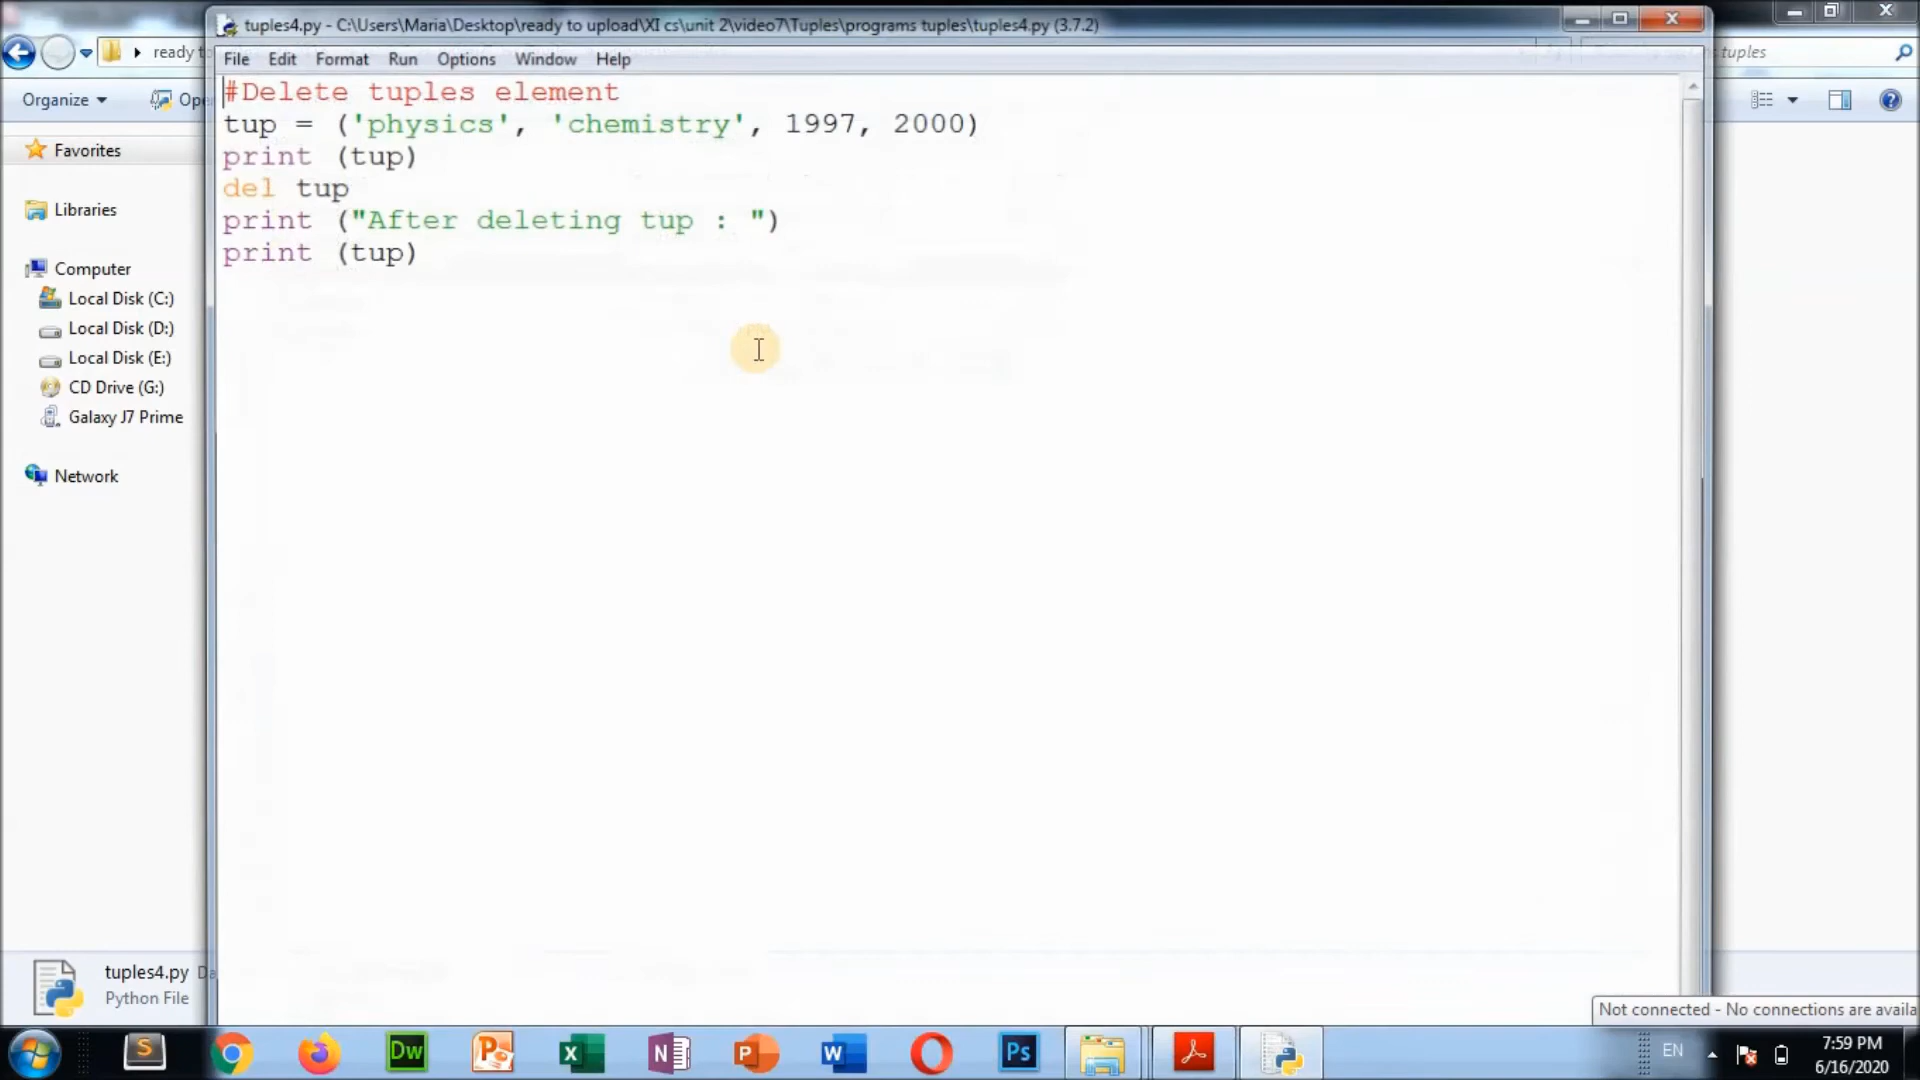 tuples4.py - C:\Users\Maria\Desktop\ready to upload\XI cs\unit 2\video7\Tuples\programs tuples\tuples4.py (3.7.2)
ready to
tuples
File Edit Format Run Options Window Help
Organize
Favorites
Libraries
Computer
Local Disk (C:)
Local Disk (D:)
Local Disk (E:)
CD Drive (G:)
Galaxy J7 Prime
Network
#Delete tuples element
tup = ('physics', 'chemistry', 1997, 2000)
print (tup)
del tup
print ("After deleting tup : ")
print (tup)
tuples4.py
Python File
Not connected - No connections are availa
S
Dw
P
X
N
P
W
Ps
EN
7:59 PM
6/16/2020